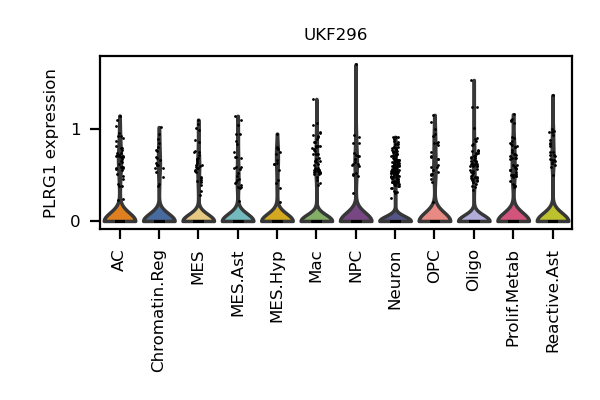 UKF296
PLRG1 expression
1
0
AC
Chromatin.Reg
MES
MES.Ast
MES.Hyp
Mac
NPC
Neuron
OPC
Oligo
Prolif.Metab
Reactive.Ast